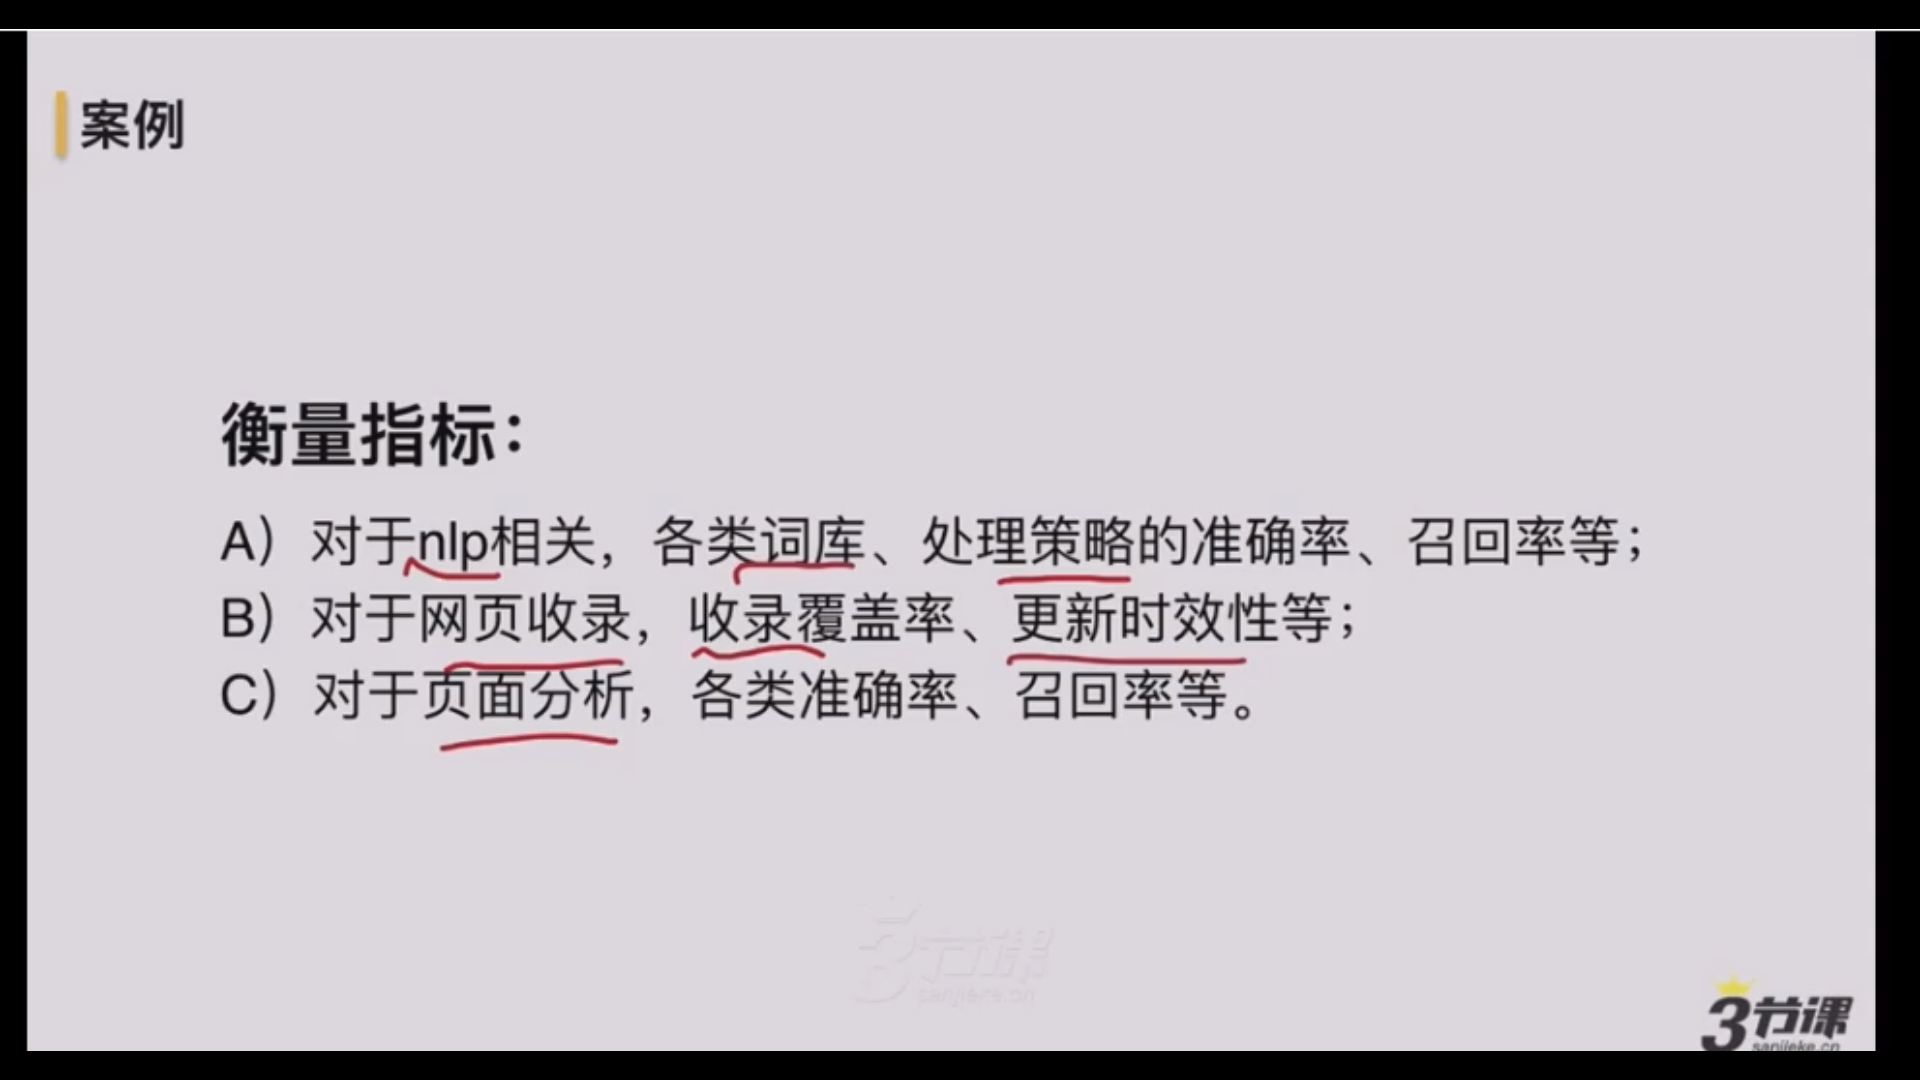 案例
衡量指标：
A）对于nlp相关，各类词库、处理策略的准确率、召回率等；
B）对于网页收录，收录覆盖率、更新时效性等；
C）对于页面分析，各类准确率、召回率等。
3节课
sanjieke.cn
3节课
sanjieke.cn